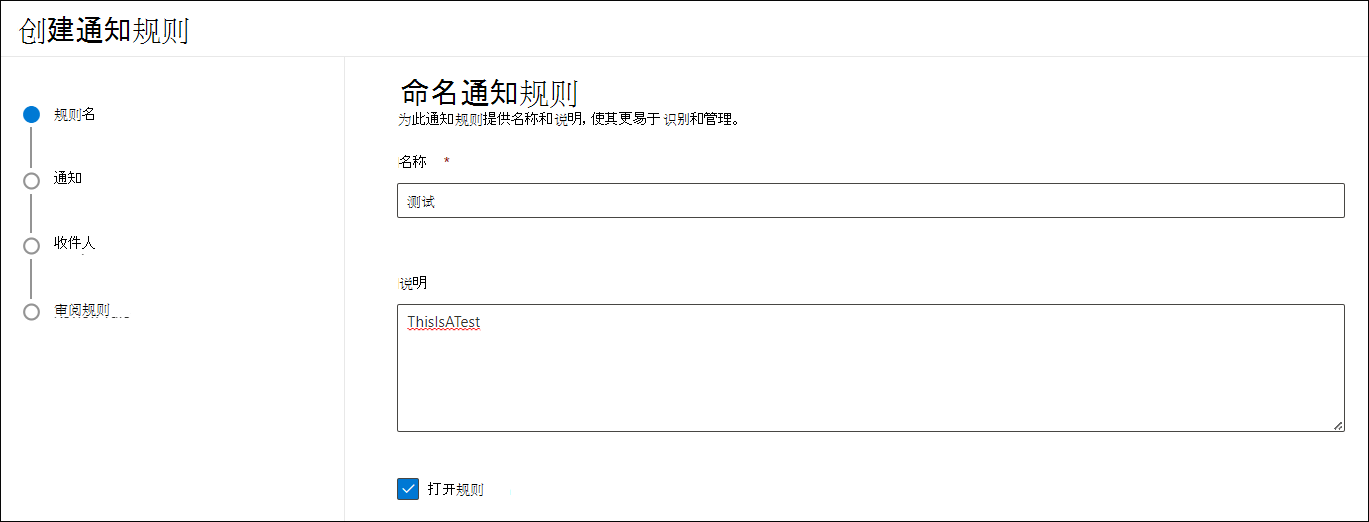 创建通知规则
规则名
通知
收件人
审阅规则
命名通知规则
为此通知规则提供名称和说明, 使其更易于识别和管理。
名称 *
测试
说明
ThisIsATest
打开规则